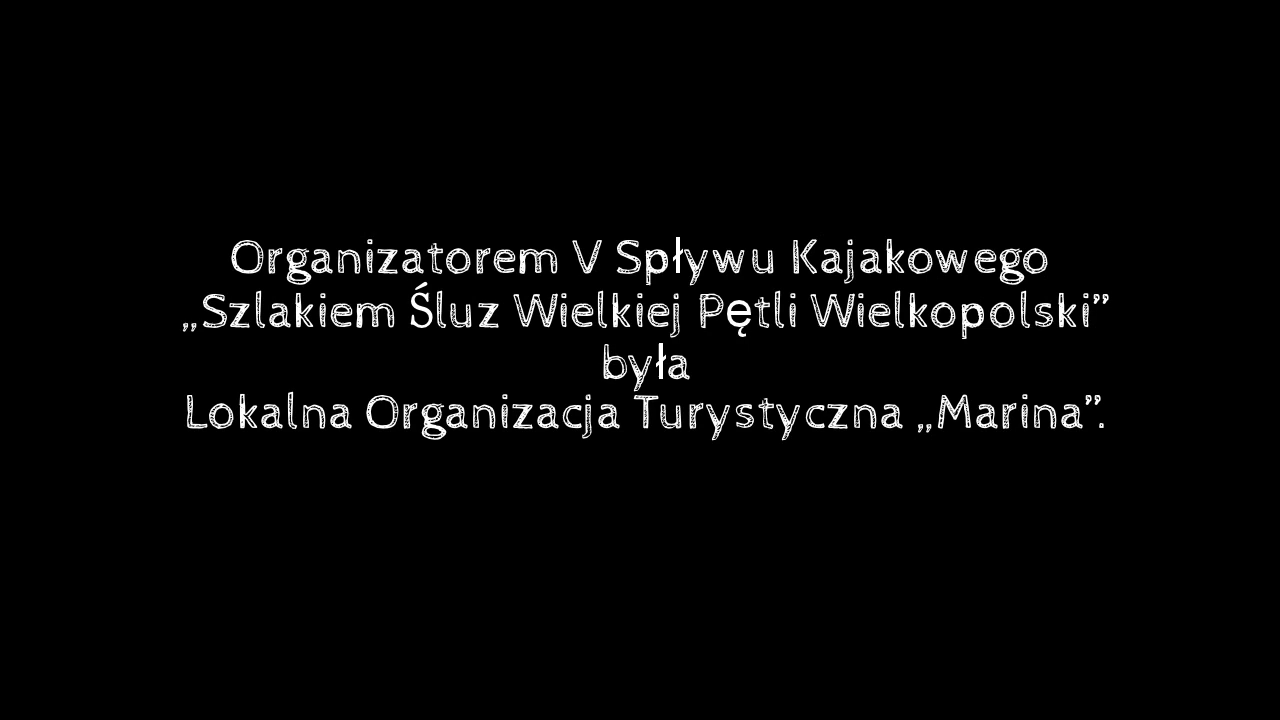 Organizatorem V Spływu Kajakowego
„Szlakiem Śluz Wielkiej Pętli Wielkopolski”
była
Lokalna Organizacja Turystyczna „Marina”.